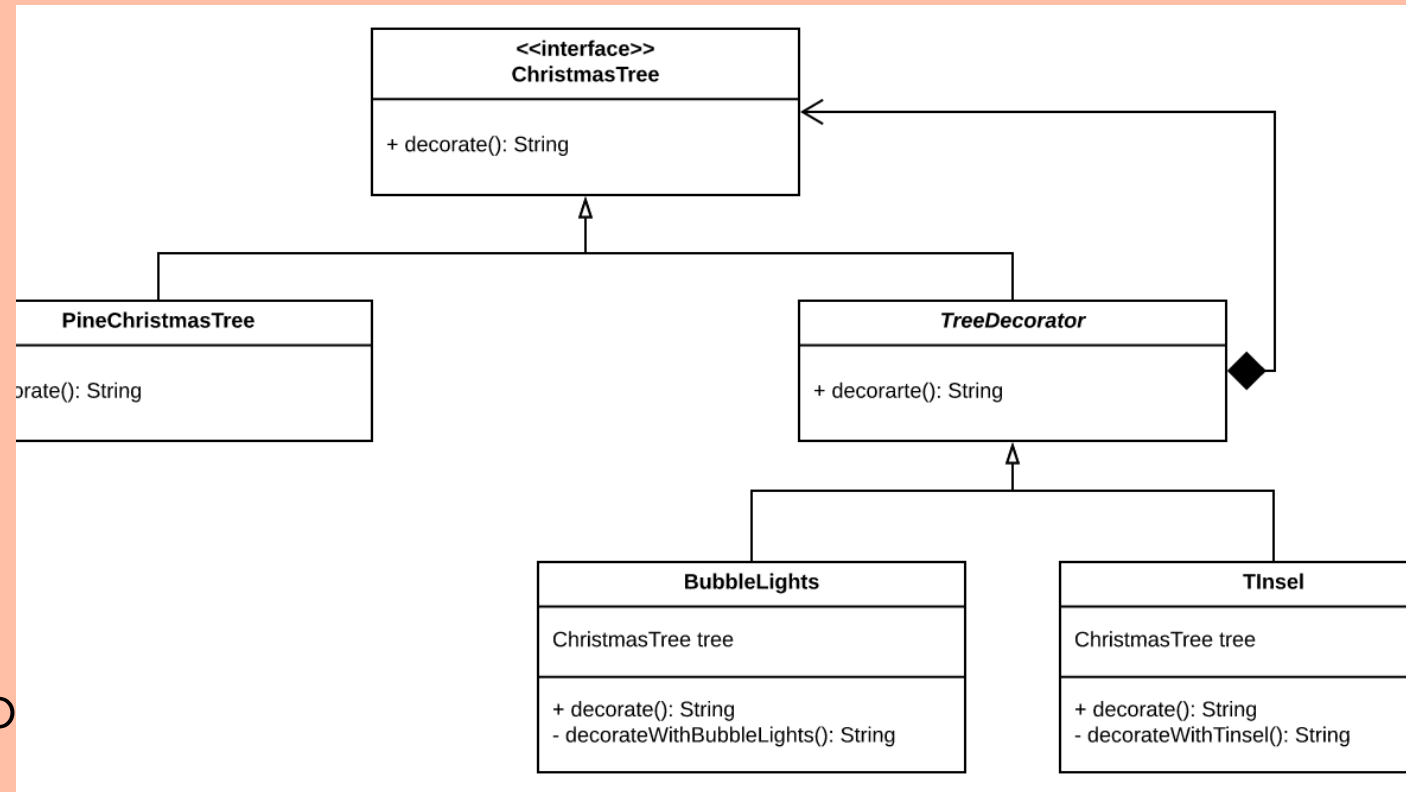 <<interface>>
ChristmasTree
+ decorate(): String
PineChristmasTree
orate(): String
TreeDecorator
+ decorarte(): String
BubbleLights
ChristmasTree tree
+ decorate(): String
- decorateWithBubbleLights(): String
TInsel
ChristmasTree tree
+ decorate(): String
- decorateWithTinsel(): String